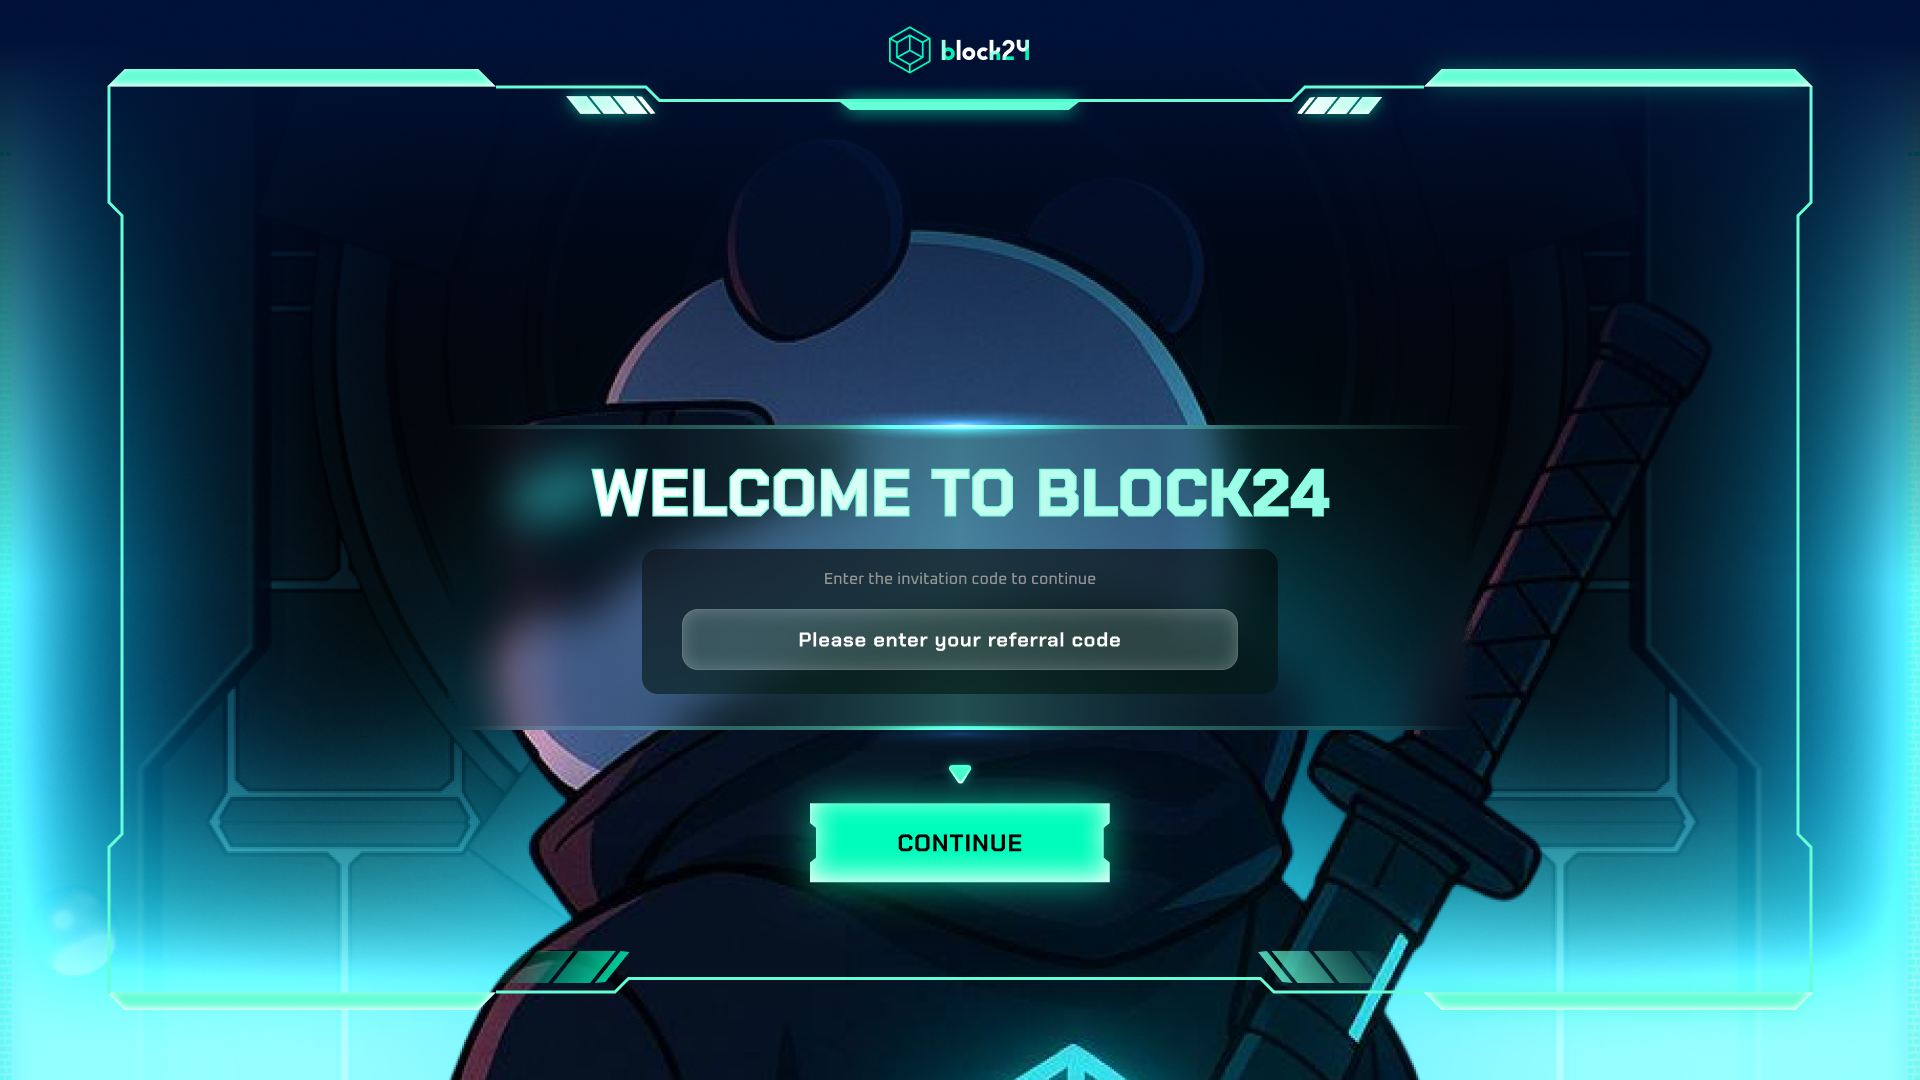 block24
WELCOME TO BLOCK24
Enter the invitation code to continue
Please enter your referral code
CONTINUE